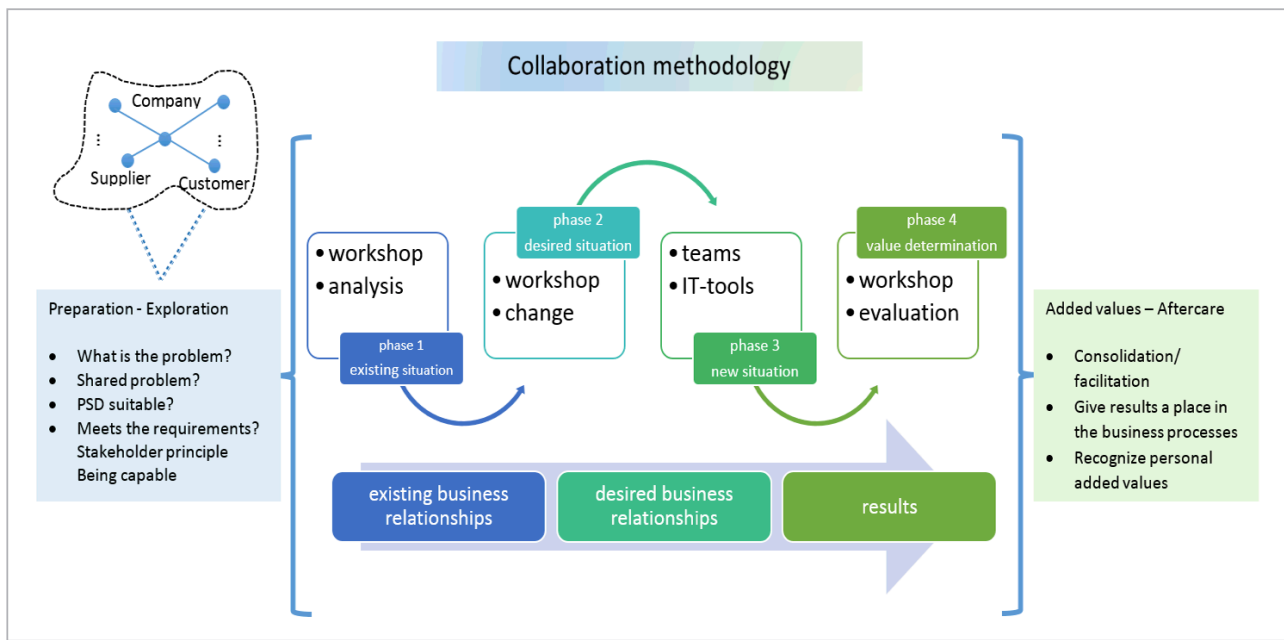 Collaboration methodology
Company
...
...
Supplier
Customer
Preparation - Exploration
• What is the problem?
• Shared problem?
• PSD suitable?
• Meets the requirements?
Stakeholder principle
Being capable
• workshop
• analysis
phase 1
existing situation
phase 2
desired situation
• workshop
• change
• teams
• IT-tools
phase 3
new situation
phase 4
value determination
• workshop
• evaluation
existing business
relationships
desired business
relationships
results
Added values – Aftercare
• Consolidation/
facilitation
• Give results a place in
the business processes
• Recognize personal
added values